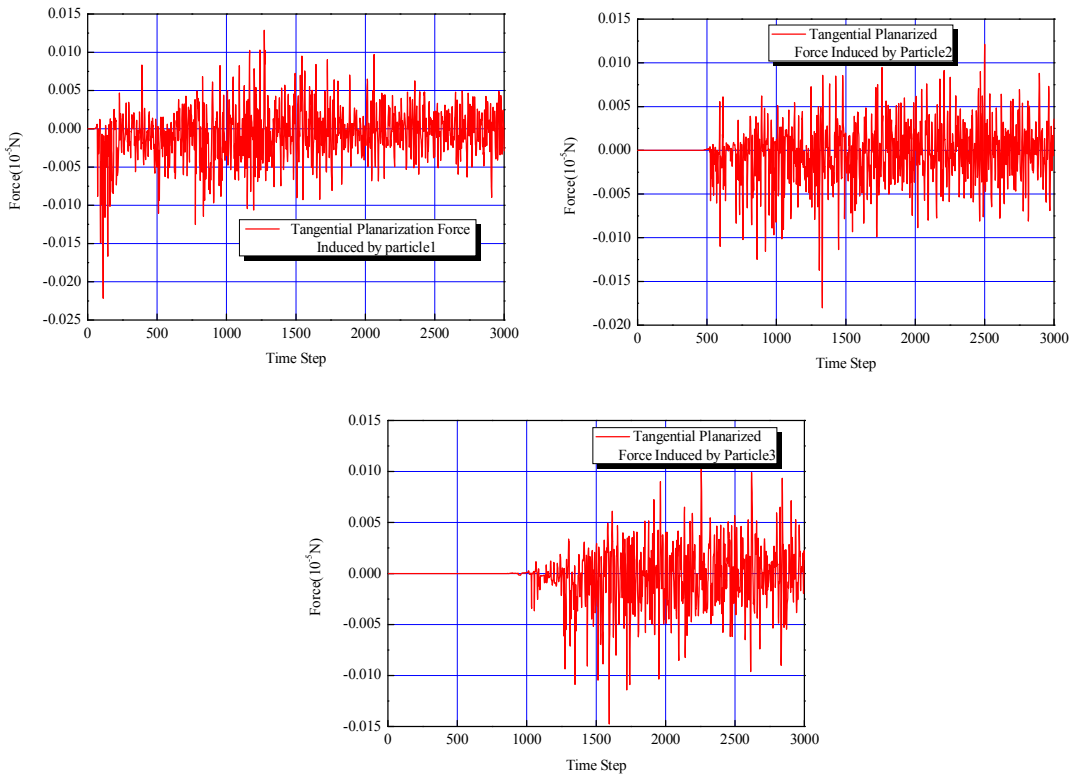 0.015
0.010
0.005
0.000
-0.005
-0.010
-0.015
-0.020
-0.025
Force(10⁻⁵N)
Tangential Planarization Force
Induced by particle1
0 500 1000 1500 2000 2500 3000
Time Step
0.015
0.010
0.005
0.000
-0.005
-0.010
-0.015
-0.020
Force(10⁻⁵N)
Tangential Planarized
Force Induced by Particle2
0 500 1000 1500 2000 2500 3000
Time Step
0.015
0.010
0.005
0.000
-0.005
-0.010
-0.015
Force(10⁻⁵N)
Tangential Planarized
Force Induced by Particle3
0 500 1000 1500 2000 2500 3000
Time Step